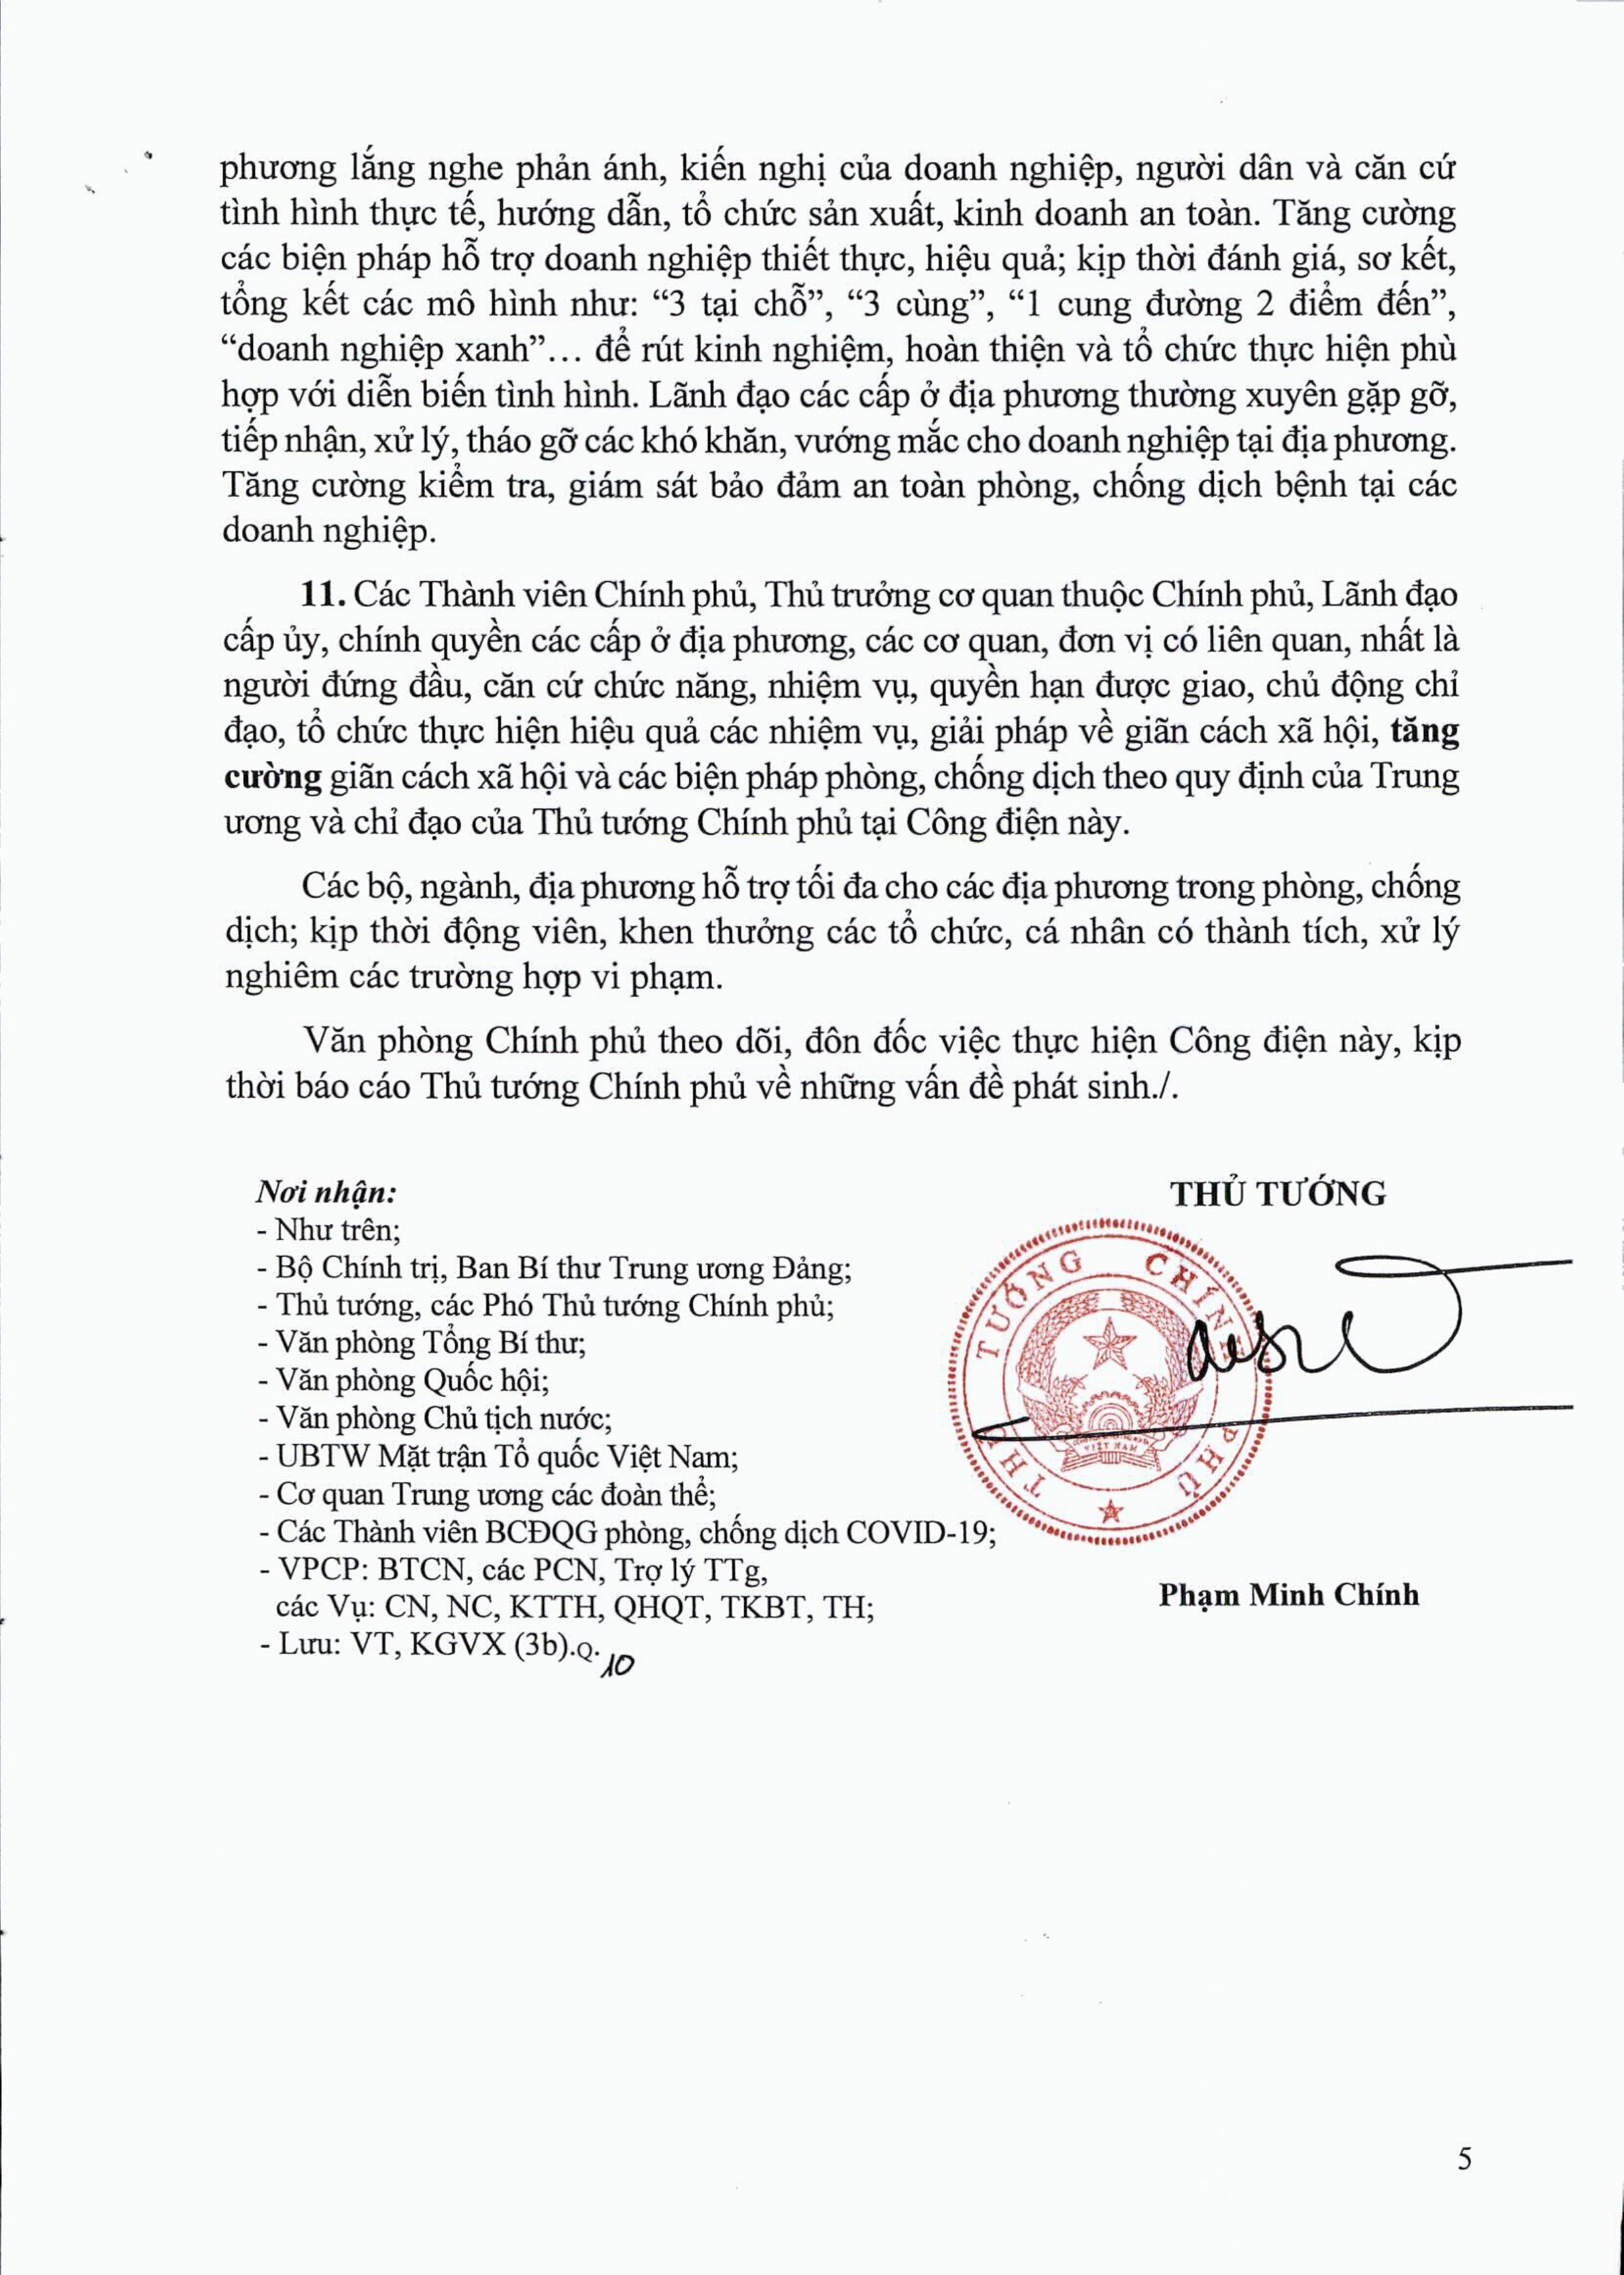 phương lắng nghe phản ánh, kiến nghị của doanh nghiệp, người dân và căn cứ
tình hình thực tế, hướng dẫn, tổ chức sản xuất, kinh doanh an toàn. Tăng cường
các biện pháp hỗ trợ doanh nghiệp thiết thực, hiệu quả; kịp thời đánh giá, sơ kết,
tổng kết các mô hình như: “3 tại chỗ”, “3 cùng”, “1 cung đường 2 điểm đến”,
“doanh nghiệp xanh”... để rút kinh nghiệm, hoàn thiện và tổ chức thực hiện phù
hợp với diễn biến tình hình. Lãnh đạo các cấp ở địa phương thường xuyên gặp gỡ,
tiếp nhận, xử lý, tháo gỡ các khó khăn, vướng mắc cho doanh nghiệp tại địa phương.
Tăng cường kiểm tra, giám sát bảo đảm an toàn phòng, chống dịch bệnh tại các
doanh nghiệp.
11. Các Thành viên Chính phủ, Thủ trưởng cơ quan thuộc Chính phủ, Lãnh đạo
cấp ủy, chính quyền các cấp ở địa phương, các cơ quan, đơn vị có liên quan, nhất là
người đứng đầu, căn cứ chức năng, nhiệm vụ, quyền hạn được giao, chủ động chỉ
đạo, tổ chức thực hiện hiệu quả các nhiệm vụ, giải pháp về giãn cách xã hội, tăng
cường giãn cách xã hội và các biện pháp phòng, chống dịch theo quy định của Trung
ương và chỉ đạo của Thủ tướng Chính phủ tại Công điện này.
Các bộ, ngành, địa phương hỗ trợ tối đa cho các địa phương trong phòng, chống
dịch; kịp thời động viên, khen thưởng các tổ chức, cá nhân có thành tích, xử lý
nghiêm các trường hợp vi phạm.
Văn phòng Chính phủ theo dõi, đôn đốc việc thực hiện Công điện này, kịp
thời báo cáo Thủ tướng Chính phủ về những vấn đề phát sinh./.
Nơi nhận:
- Như trên;
- Bộ Chính trị, Ban Bí thư Trung ương Đảng;
- Thủ tướng, các Phó Thủ tướng Chính phủ;
- Văn phòng Tổng Bí thư;
- Văn phòng Quốc hội;
- Văn phòng Chủ tịch nước;
- UBTW Mặt trận Tổ quốc Việt Nam;
- Cơ quan Trung ương các đoàn thể;
- Các Thành viên BCĐQG phòng, chống dịch COVID-19;
- VPCP: BTCN, các PCN, Trợ lý TTg,
các Vụ: CN, NC, KTTH, QHQT, TKBT, TH;
- Lưu: VT, KGVX (3b).Q. 10
THỦ TƯỚNG
THỦ TƯỚNG CHÍNH PHỦ
VIỆT NAM
Phạm Minh Chính
5